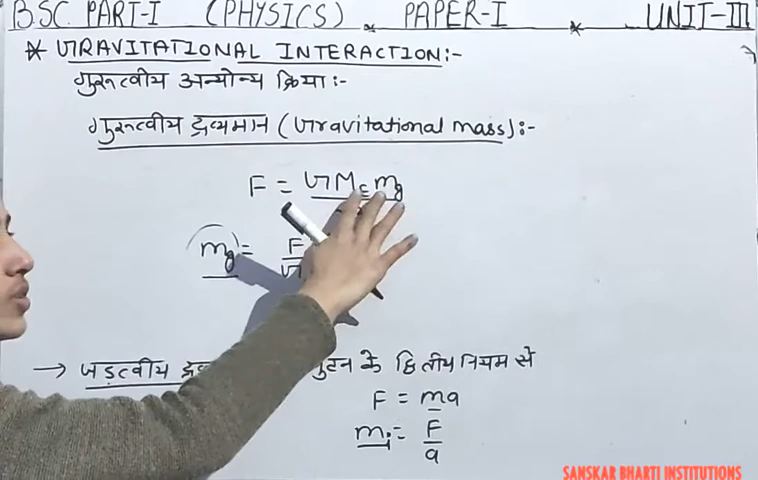 BSC PART-I (PHYSICS) * PAPER-I * UNIT-III
* GRAVITATIONAL INTERACTION:-
गुरूत्वीय अन्योन्य क्रिया:-
गुरूत्वीय द्रव्यमान (Gravitational mass):-
F = GMEmg
mg = F
G
→ जड़त्वीय के द्वितीय नियम से
F = ma
mi = F/a
SANSKAR BHARTI INSTITUTIONS